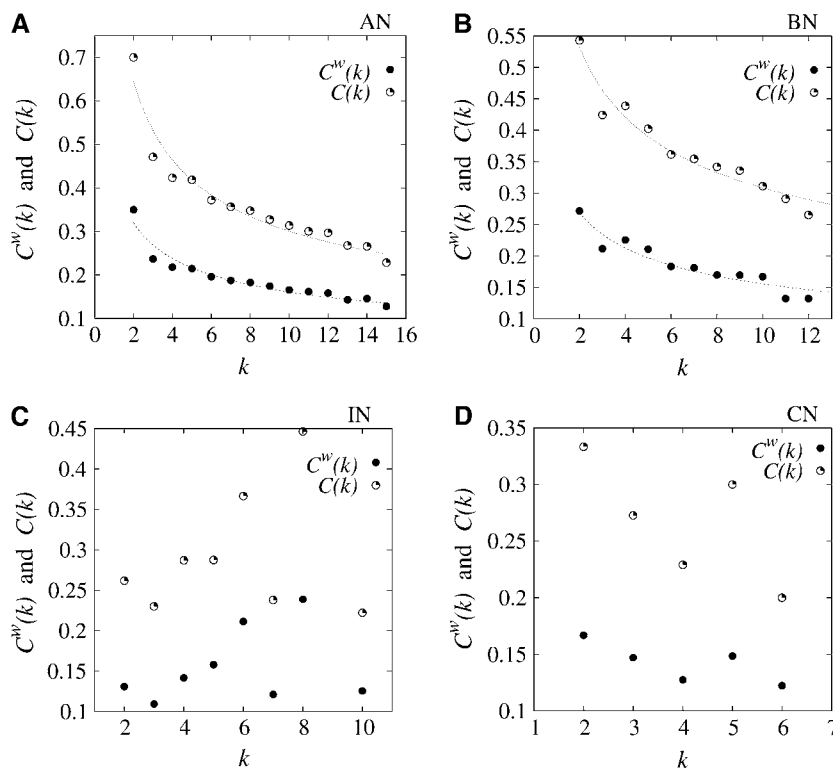 A AN
0.7
0.6
0.5
0.4
0.3
0.2
0.1
C^w(k) and C(k)
C^w(k)
C(k)
0 2 4 6 8 10 12 14 16
k
B BN
0.55
0.5
0.45
0.4
0.35
0.3
0.25
0.2
0.15
0.1
C^w(k) and C(k)
C^w(k)
C(k)
0 2 4 6 8 10 12
k
C IN
0.45
0.4
0.35
0.3
0.25
0.2
0.15
0.1
C^w(k) and C(k)
C^w(k)
C(k)
2 4 6 8 10
k
D CN
0.35
0.3
0.25
0.2
0.15
0.1
C^w(k) and C(k)
C^w(k)
C(k)
1 2 3 4 5 6 7
k